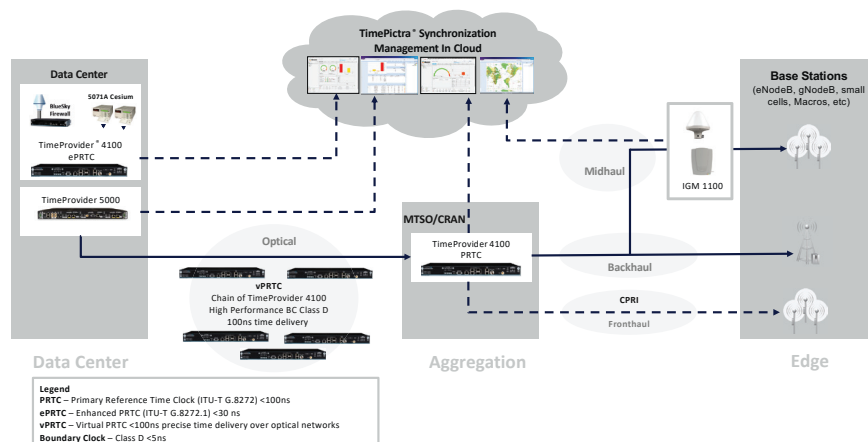 TimePictra® Synchronization
Management In Cloud
Data Center
BlueSky
Firewall
5071A Cesium
TimeProvider® 4100
ePRTC
TimeProvider 5000
Optical
vPRTC
Chain of TimeProvider 4100
High Performance BC Class D
100ns time delivery
MTSO/CRAN
TimeProvider 4100
PRTC
Midhaul
IGM 1100
Backhaul
CPRI
Fronthaul
Base Stations
(eNodeB, gNodeB, small
cells, Macros, etc)
Data Center
Aggregation
Edge
Legend
PRTC – Primary Reference Time Clock (ITU-T G.8272) <100ns
ePRTC – Enhanced PRTC (ITU-T G.8272.1) <30 ns
vPRTC – Virtual PRTC <100ns precise time delivery over optical networks
Boundary Clock – Class D <5ns